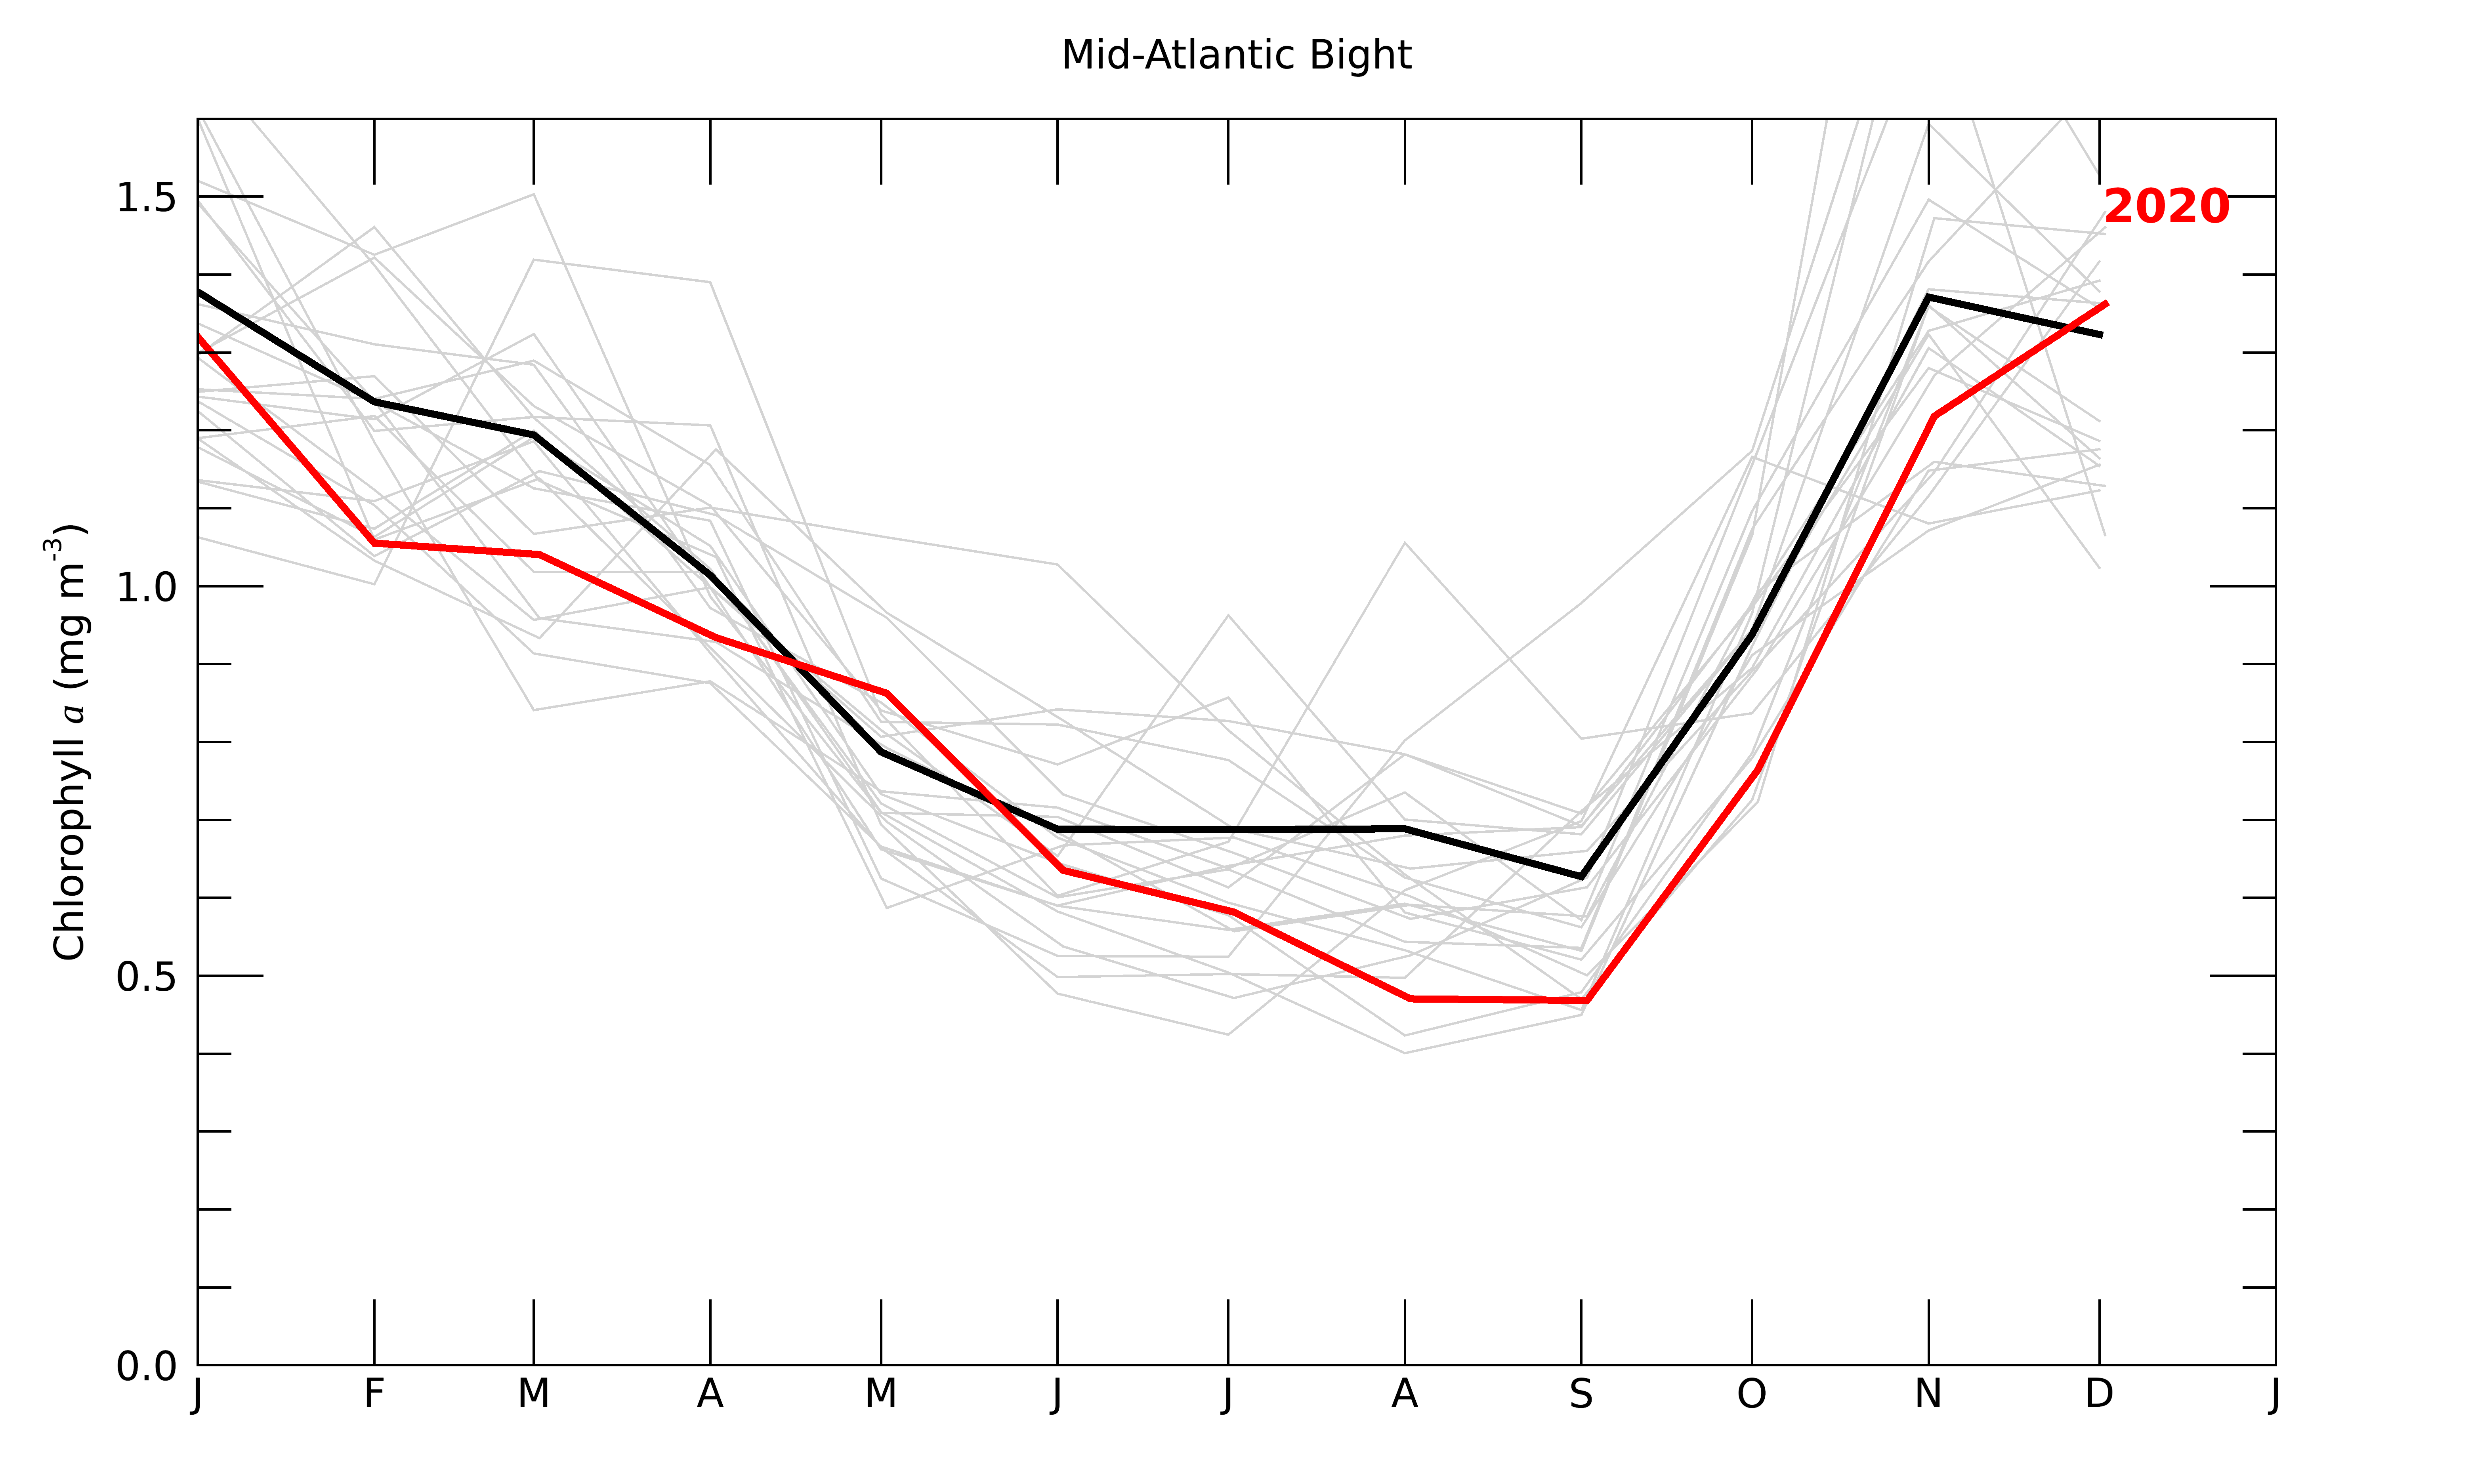 Mid-Atlantic Bight
1.5
2020
1.0
0.5
0.0
Chlorophyll a (mg m⁻³)
J F M A M J J A S O N D J